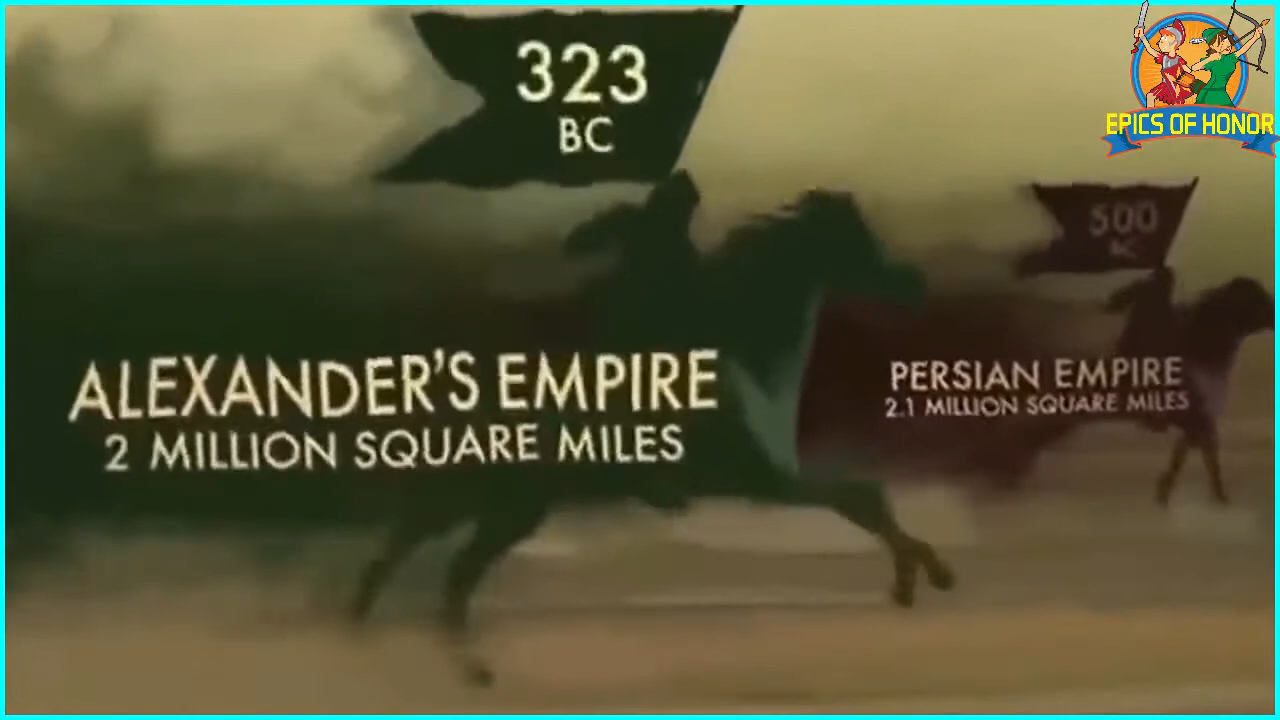 323
BC
EPICS OF HONOR
500
ALEXANDER'S EMPIRE
2 MILLION SQUARE MILES
PERSIAN EMPIRE
2.1 MILLION SQUARE MILES